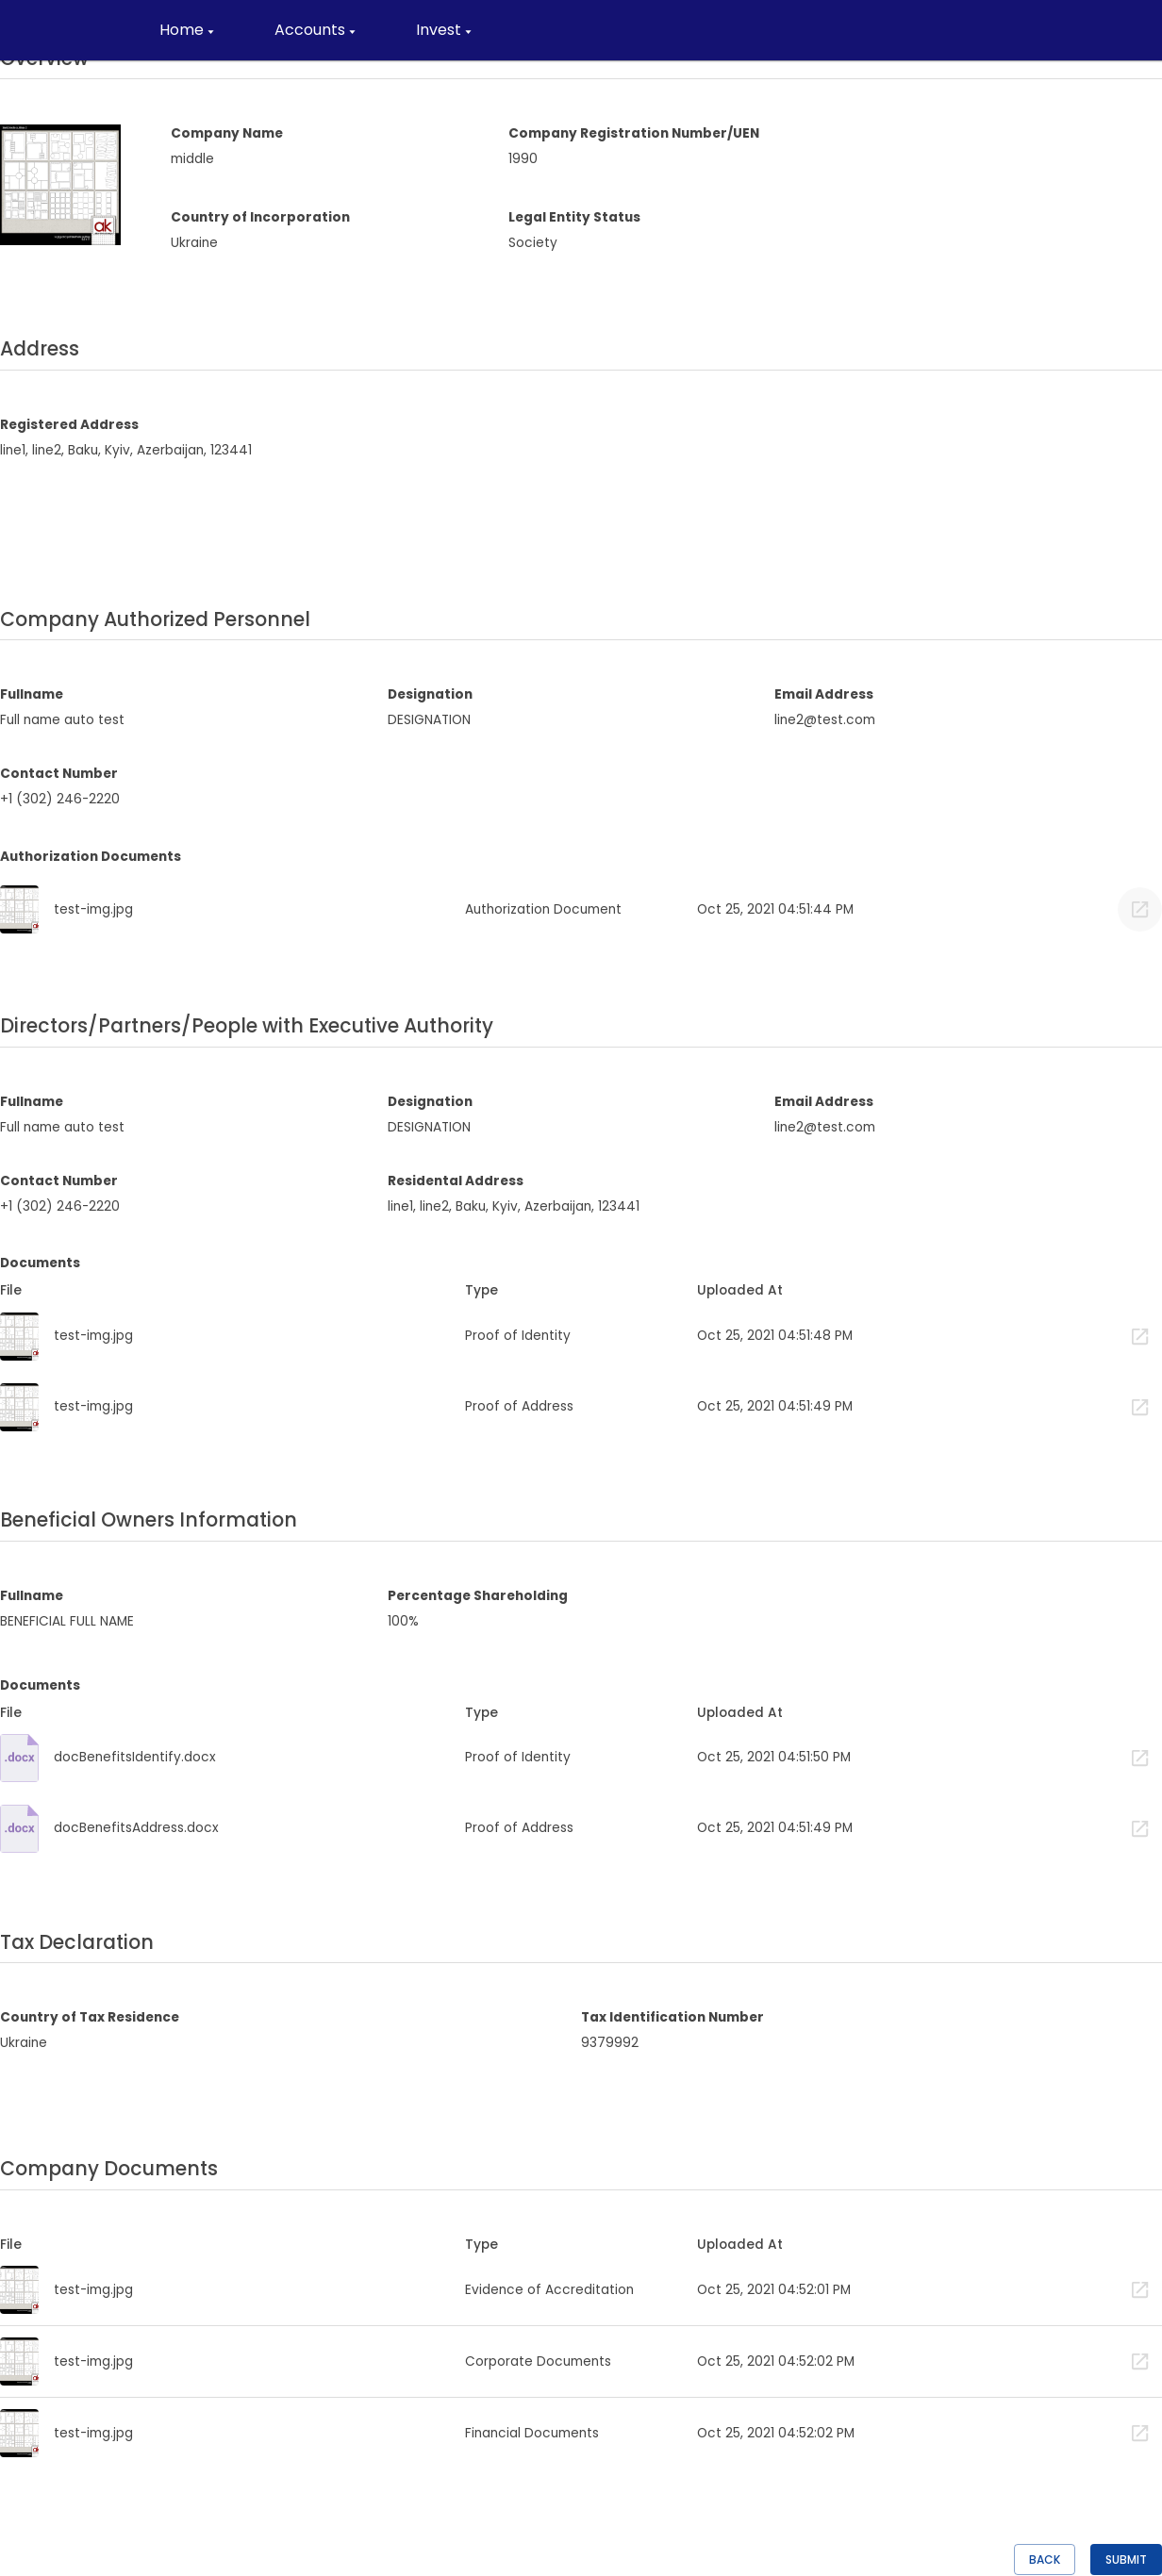 Home
Accounts
Invest
Overview
Company Name
Company Registration Number/UEN
middle
1990
Country of Incorporation
Legal Entity Status
Ukraine
Society
ak
Address
Registered Address
line1, line2, Baku, Kyiv, Azerbaijan, 123441
Company Authorized Personnel
Fullname
Designation
Email Address
Full name auto test
DESIGNATION
line2@test.com
Contact Number
+1 (302) 246-2220
Authorization Documents
test-img.jpg
Authorization Document
Oct 25, 2021 04:51:44 PM
Directors/Partners/People with Executive Authority
Fullname
Designation
Email Address
Full name auto test
DESIGNATION
line2@test.com
Contact Number
Residental Address
+1 (302) 246-2220
line1, line2, Baku, Kyiv, Azerbaijan, 123441
Documents
File
Type
Uploaded At
test-img.jpg
Proof of Identity
Oct 25, 2021 04:51:48 PM
test-img.jpg
Proof of Address
Oct 25, 2021 04:51:49 PM
Beneficial Owners Information
Fullname
Percentage Shareholding
BENEFICIAL FULL NAME
100%
Documents
File
Type
Uploaded At
.docx
docBenefitsIdentify.docx
Proof of Identity
Oct 25, 2021 04:51:50 PM
.docx
docBenefitsAddress.docx
Proof of Address
Oct 25, 2021 04:51:49 PM
Tax Declaration
Country of Tax Residence
Tax Identification Number
Ukraine
9379992
Company Documents
File
Type
Uploaded At
test-img.jpg
Evidence of Accreditation
Oct 25, 2021 04:52:01 PM
test-img.jpg
Corporate Documents
Oct 25, 2021 04:52:02 PM
test-img.jpg
Financial Documents
Oct 25, 2021 04:52:02 PM
BACK
SUBMIT